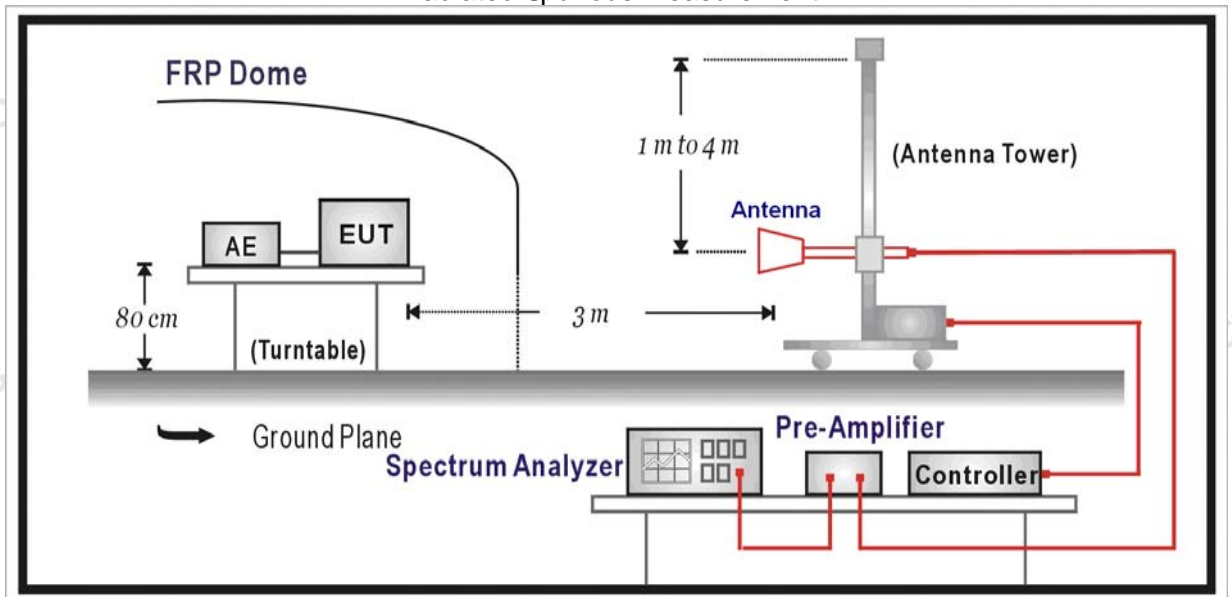 FRP Dome
1 m to 4 m
(Antenna Tower)
Antenna
AE
EUT
80 cm
3 m
(Turntable)
Ground Plane
Pre-Amplifier
Spectrum Analyzer
Controller